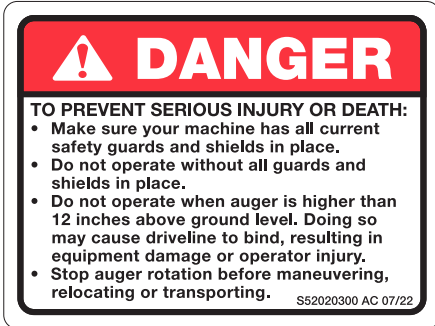 DANGER
TO PREVENT SERIOUS INJURY OR DEATH:
• Make sure your machine has all current
safety guards and shields in place.
• Do not operate without all guards and
shields in place.
• Do not operate when auger is higher than
12 inches above ground level. Doing so
may cause driveline to bind, resulting in
equipment damage or operator injury.
• Stop auger rotation before maneuvering,
relocating or transporting.
S52020300 AC 07/22